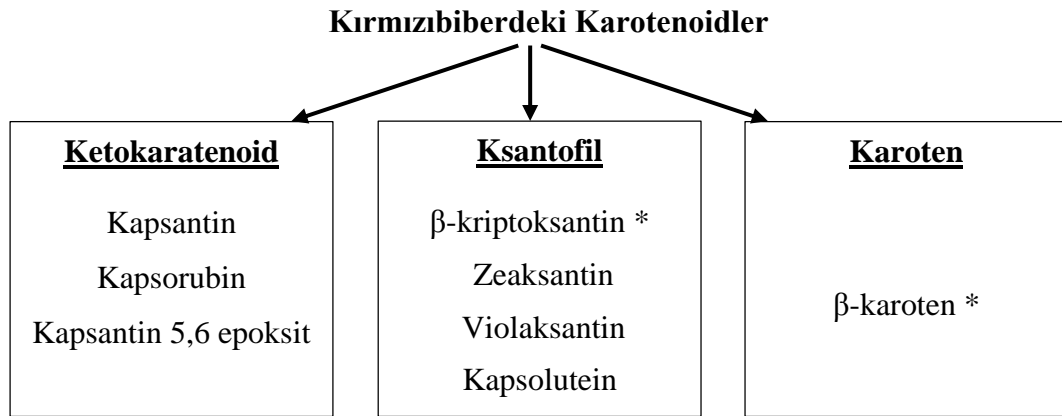 Kırmızıbiberdeki Karotenoidler
Ketokaratenoid
Kapsantin
Kapsorubin
Kapsantin 5,6 epoksit
Ksantofil
β-kriptoksantin *
Zeaksantin
Violaksantin
Kapsolutein
Karoten
β-karoten *